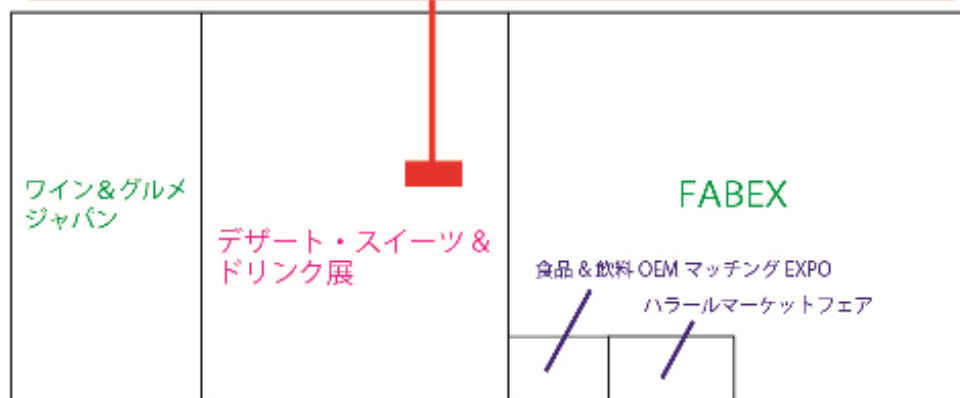 ワイン&グルメ
ジャパン
デザート・スイーツ&
ドリンク展
FABEX
食品&飲料 OEM マッチング EXPO
ハラールマーケットフェア